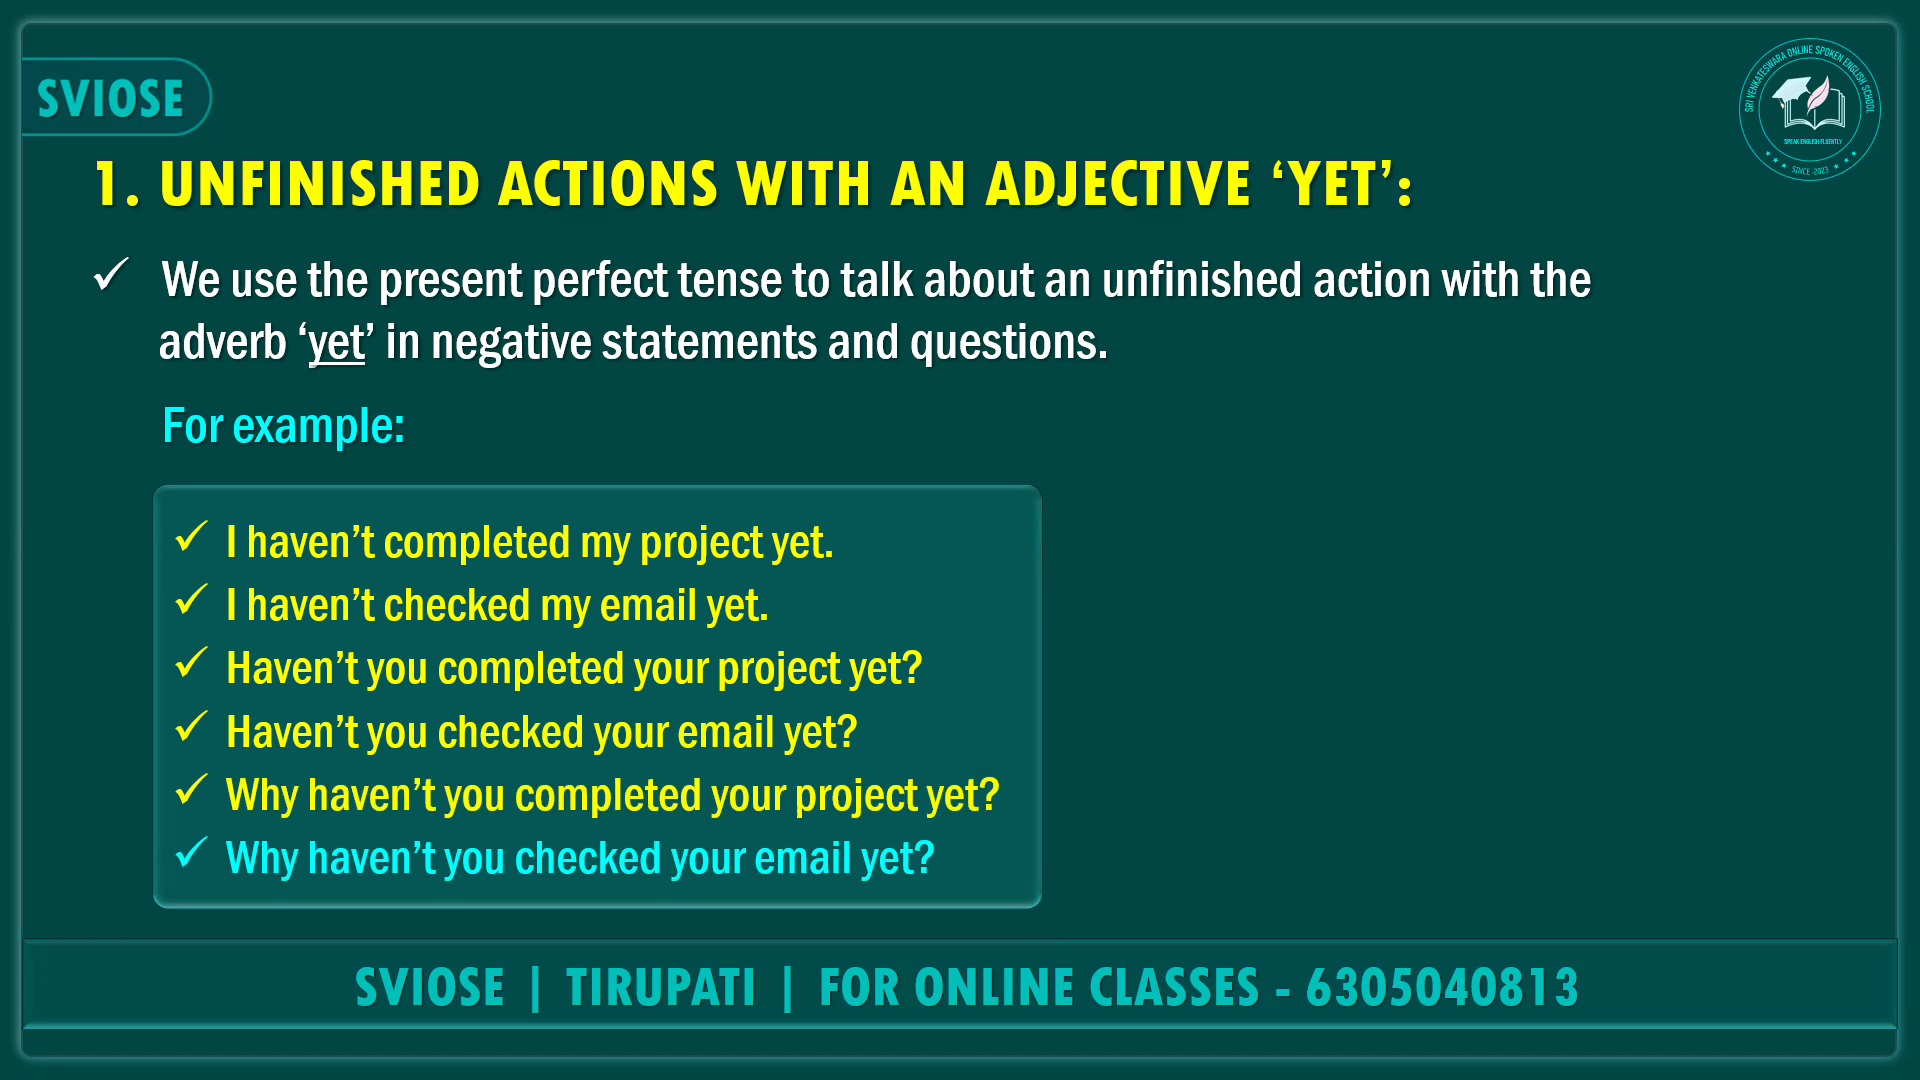 SVIOSE
SRI VENKATESWARA ONLINE SPOKEN ENGLISH SCHOOL
SPEAK ENGLISH FLUENTLY
SINCE -2023
1. UNFINISHED ACTIONS WITH AN ADJECTIVE ‘YET’:
✓ We use the present perfect tense to talk about an unfinished action with the
adverb ‘yet’ in negative statements and questions.
For example:
✓ I haven’t completed my project yet.
✓ I haven’t checked my email yet.
✓ Haven’t you completed your project yet?
✓ Haven’t you checked your email yet?
✓ Why haven’t you completed your project yet?
✓ Why haven’t you checked your email yet?
SVIOSE | TIRUPATI | FOR ONLINE CLASSES - 6305040813